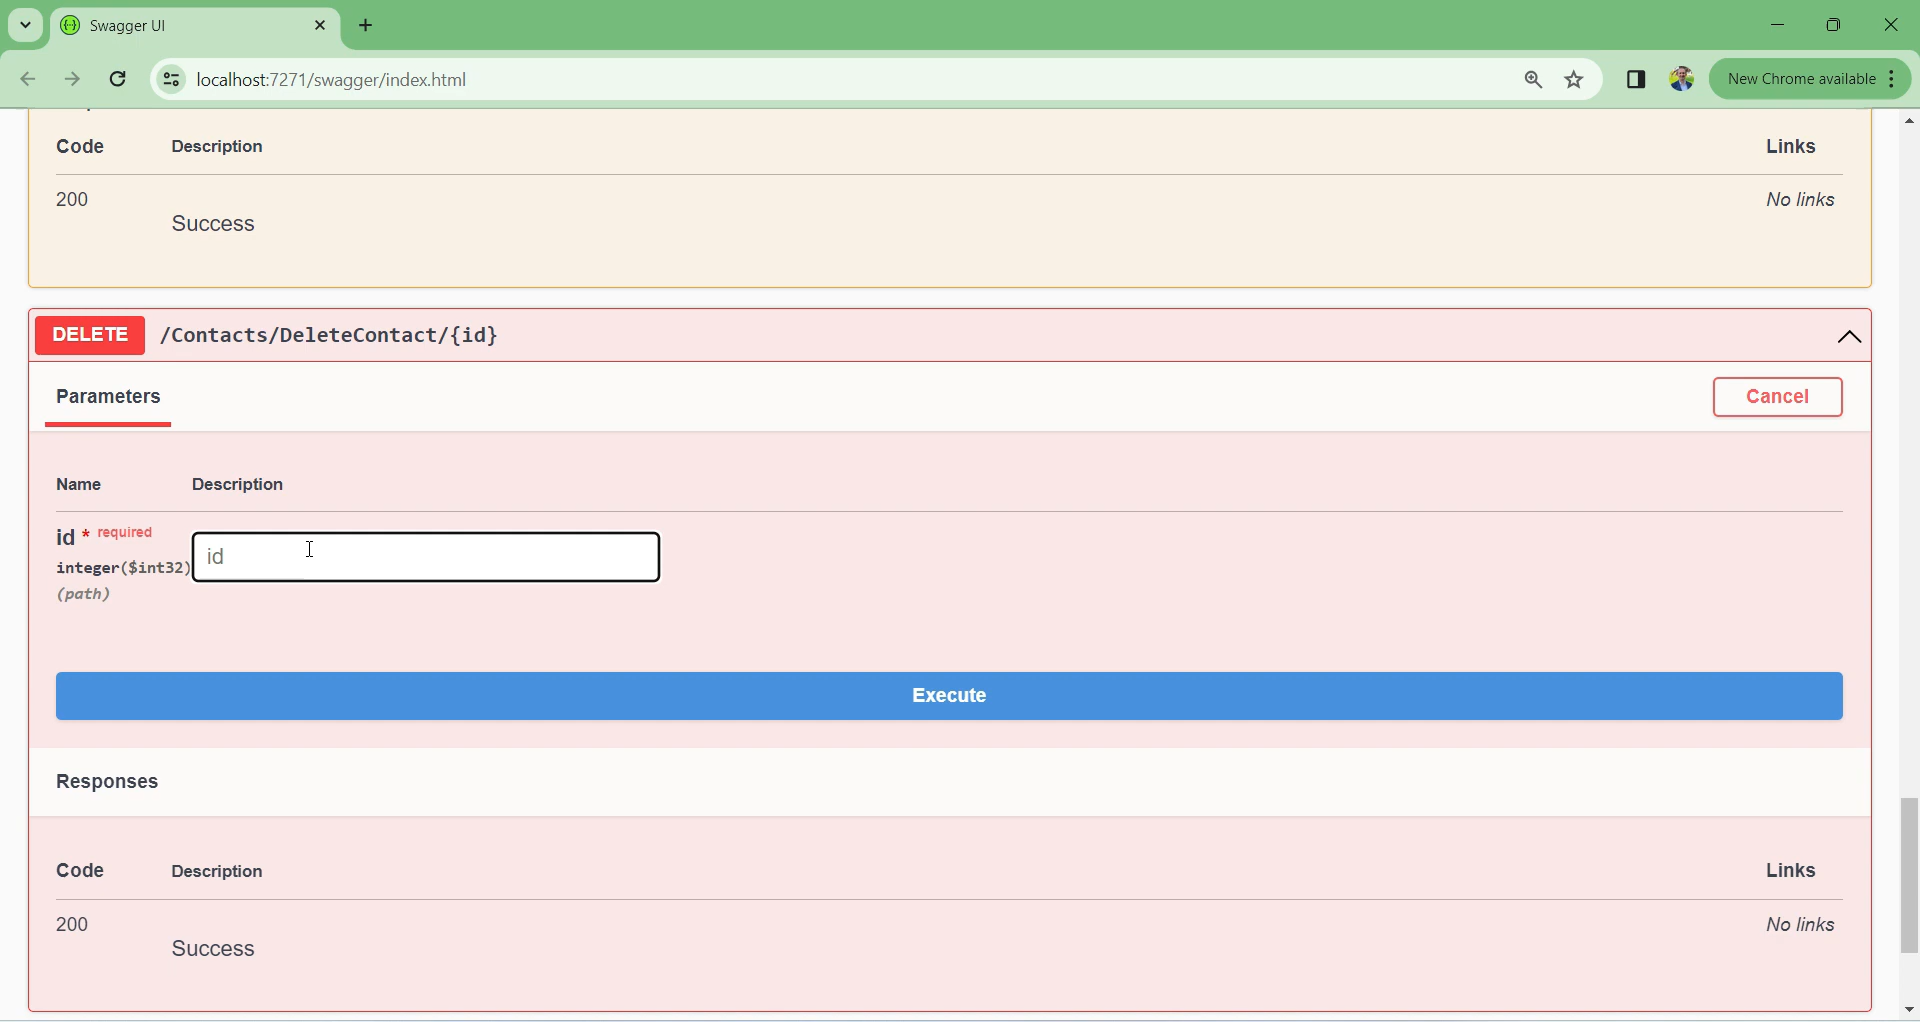 Swagger UI
localhost:7271/swagger/index.html
New Chrome available
Code Description Links
200 No links
Success
DELETE /Contacts/DeleteContact/{id}
Parameters Cancel
Name Description
id * required
integer($int32)
(path)
id
Execute
Responses
Code Description Links
200 No links
Success